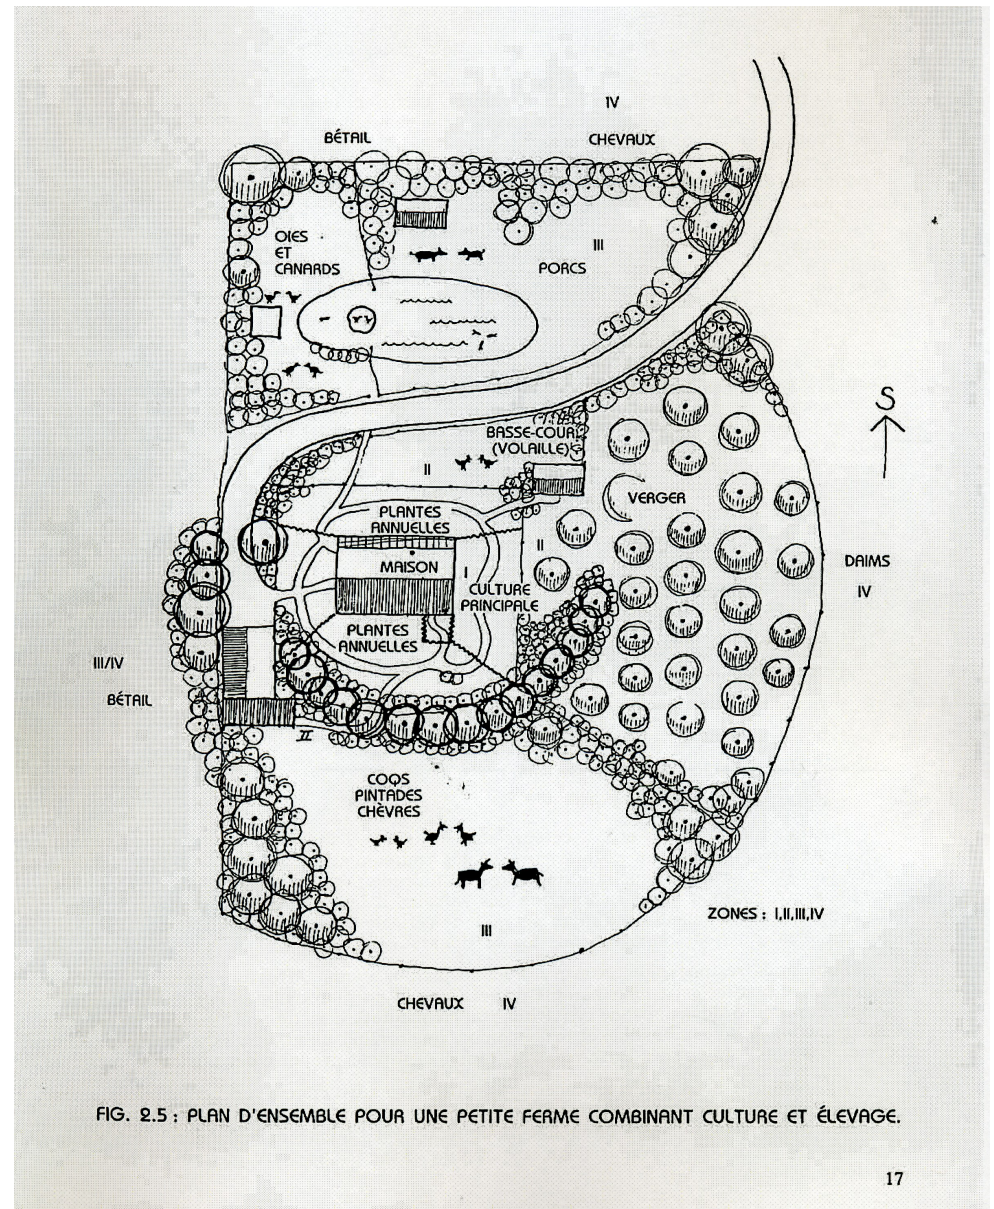 IV
BÉTAIL
CHEVAUX
OIES
ET
CANARDS
III
PORCS
S
BASSE-COUR
(VOLAILLE)
II
VERGER
PLANTES
ANNUELLES
II
MAISON
I
DAIMS
IV
CULTURE
PRINCIPALE
PLANTES
ANNUELLES
III/IV
BÉTAIL
II
COQS
PINTADES
CHÈVRES
ZONES : I,II,III,IV
III
CHEVAUX IV
FIG. 2.5 : PLAN D'ENSEMBLE POUR UNE PETITE FERME COMBINANT CULTURE ET ÉLEVAGE.
17